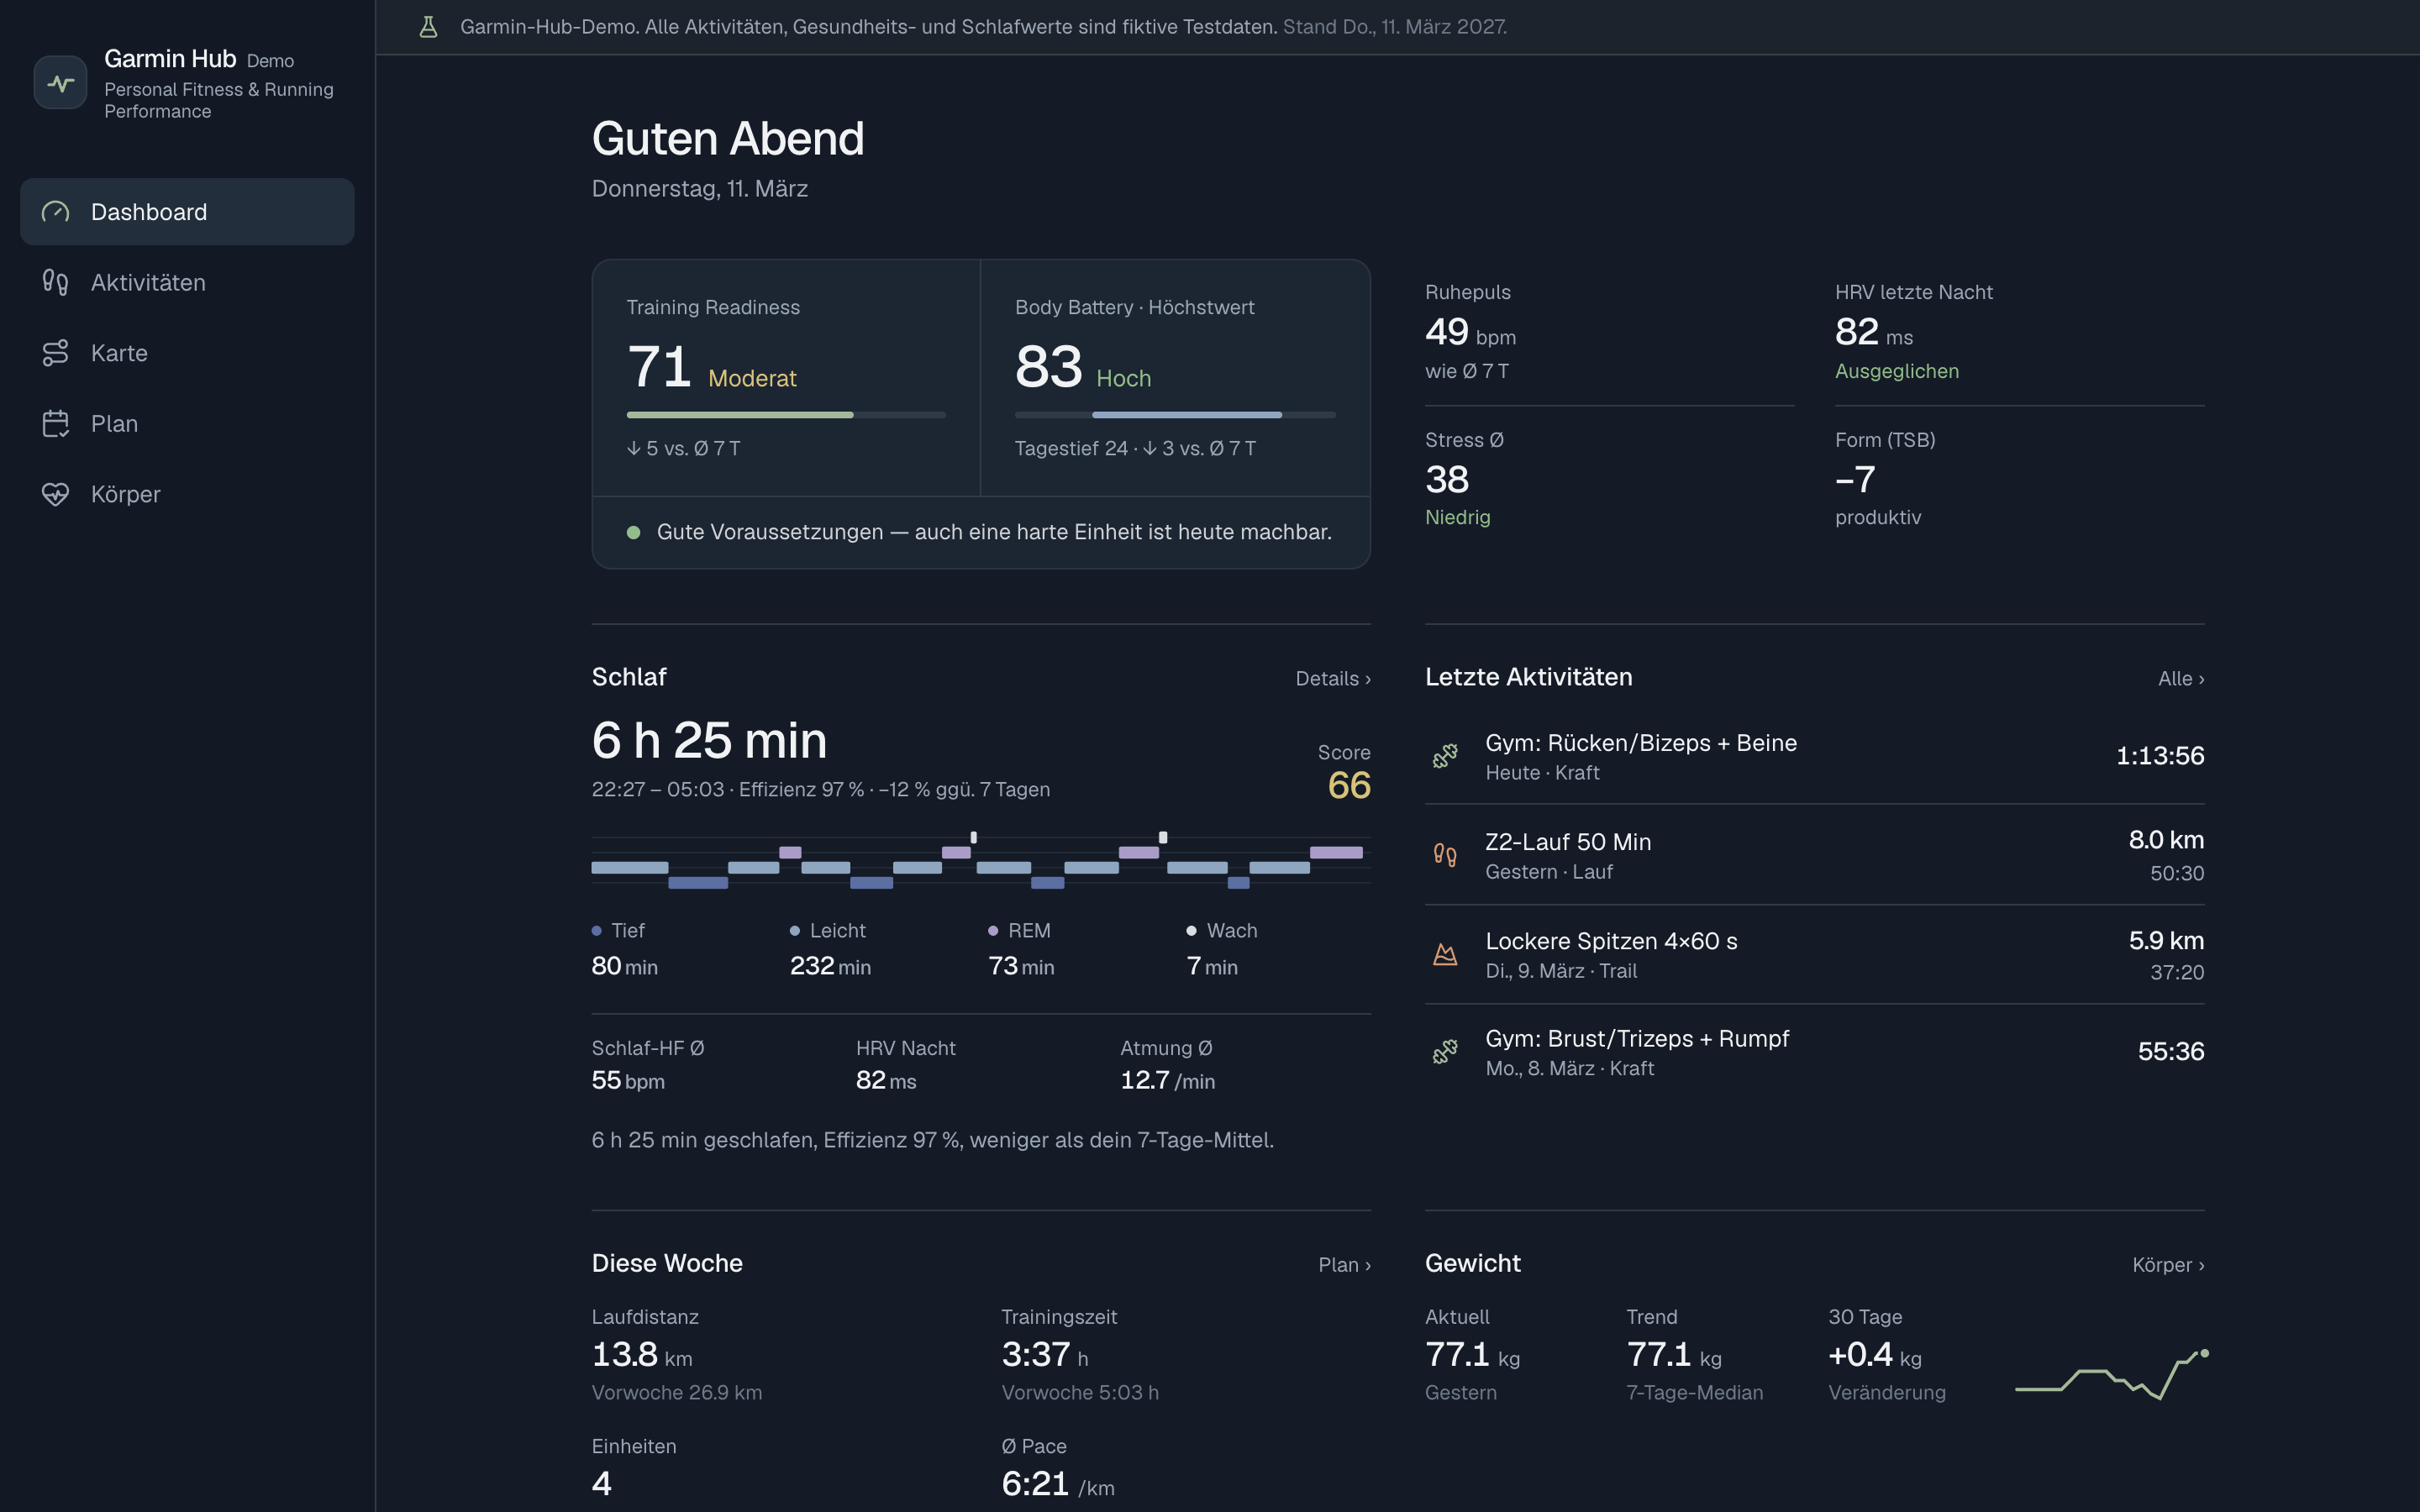 Garmin Hub Demo
Personal Fitness & Running
Performance
Dashboard
Aktivitäten
Karte
Plan
Körper
Garmin-Hub-Demo. Alle Aktivitäten, Gesundheits- und Schlafwerte sind fiktive Testdaten. Stand Do., 11. März 2027.
Guten Abend
Donnerstag, 11. März
Training Readiness
71 Moderat
↓ 5 vs. Ø 7 T
Body Battery · Höchstwert
83 Hoch
Tagestief 24 · ↓ 3 vs. Ø 7 T
Gute Voraussetzungen — auch eine harte Einheit ist heute machbar.
Ruhepuls
49 bpm
wie Ø 7 T
HRV letzte Nacht
82 ms
Ausgeglichen
Stress Ø
38
Niedrig
Form (TSB)
−7
produktiv
Schlaf
Details ›
6 h 25 min
22:27 – 05:03 · Effizienz 97 % · −12 % ggü. 7 Tagen
Score
66
Tief
80 min
Leicht
232 min
REM
73 min
Wach
7 min
Schlaf-HF Ø
55 bpm
HRV Nacht
82 ms
Atmung Ø
12.7 /min
6 h 25 min geschlafen, Effizienz 97 %, weniger als dein 7-Tage-Mittel.
Letzte Aktivitäten
Alle ›
Gym: Rücken/Bizeps + Beine
Heute · Kraft
1:13:56
Z2-Lauf 50 Min
Gestern · Lauf
8.0 km
50:30
Lockere Spitzen 4×60 s
Di., 9. März · Trail
5.9 km
37:20
Gym: Brust/Trizeps + Rumpf
Mo., 8. März · Kraft
55:36
Diese Woche
Plan ›
Laufdistanz
13.8 km
Vorwoche 26.9 km
Trainingszeit
3:37 h
Vorwoche 5:03 h
Einheiten
4
Ø Pace
6:21 /km
Gewicht
Körper ›
Aktuell
77.1 kg
Gestern
Trend
77.1 kg
7-Tage-Median
30 Tage
+0.4 kg
Veränderung